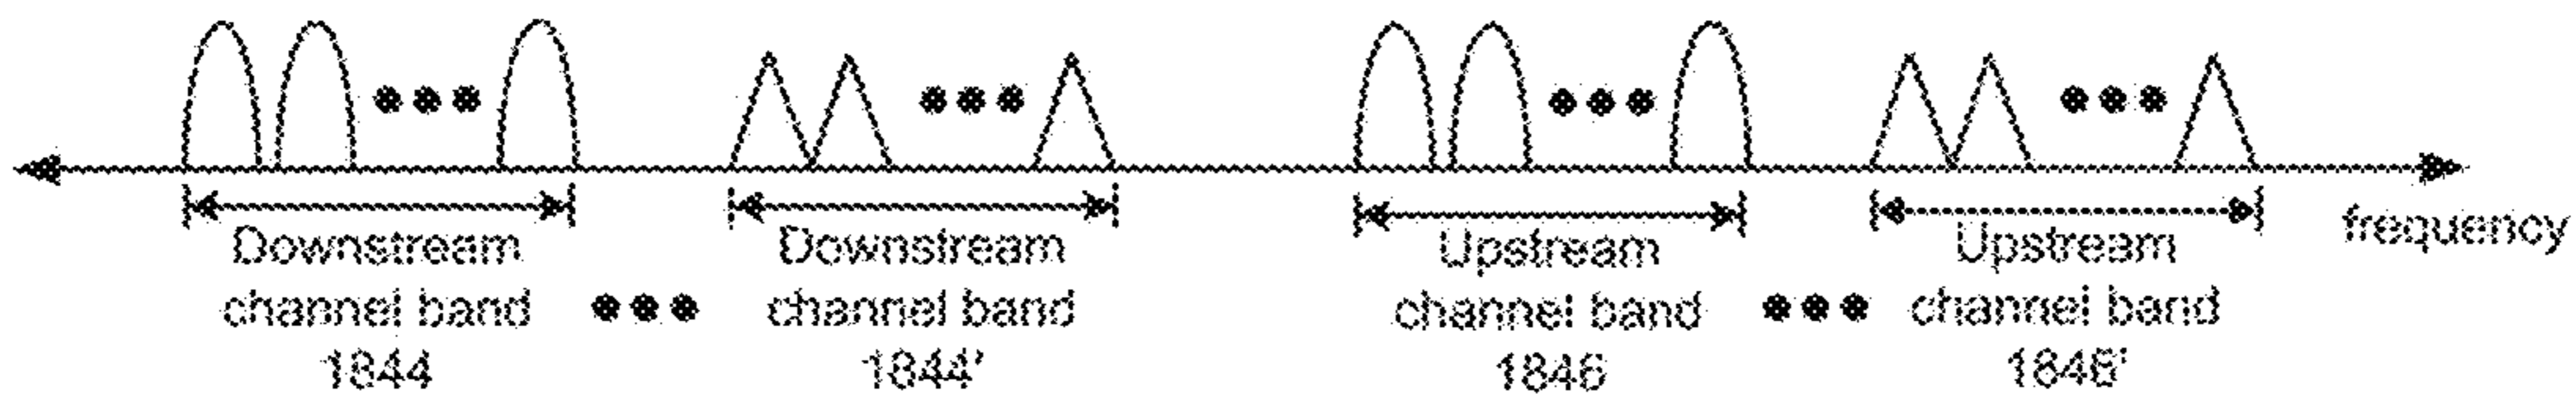 frequency
Downstream
channel band
1844
Downstream
channel band
1844'
Upstream
channel band
1846
Upstream
channel band
1846'